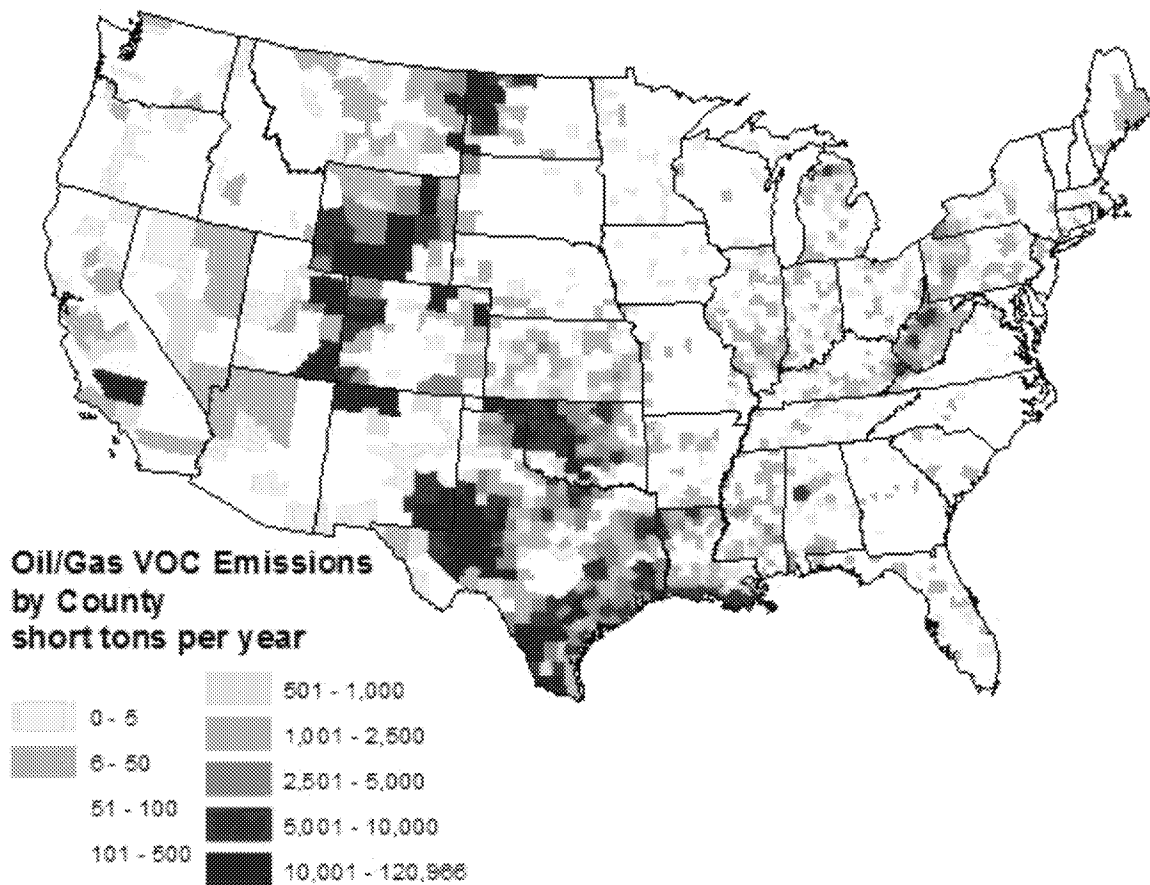 Oil/Gas VOC Emissions
by County
short tons per year
0 - 5
6 - 50
51 - 100
101 - 500
501 - 1,000
1,001 - 2,500
2,501 - 5,000
5,001 - 10,000
10,001 - 120,966